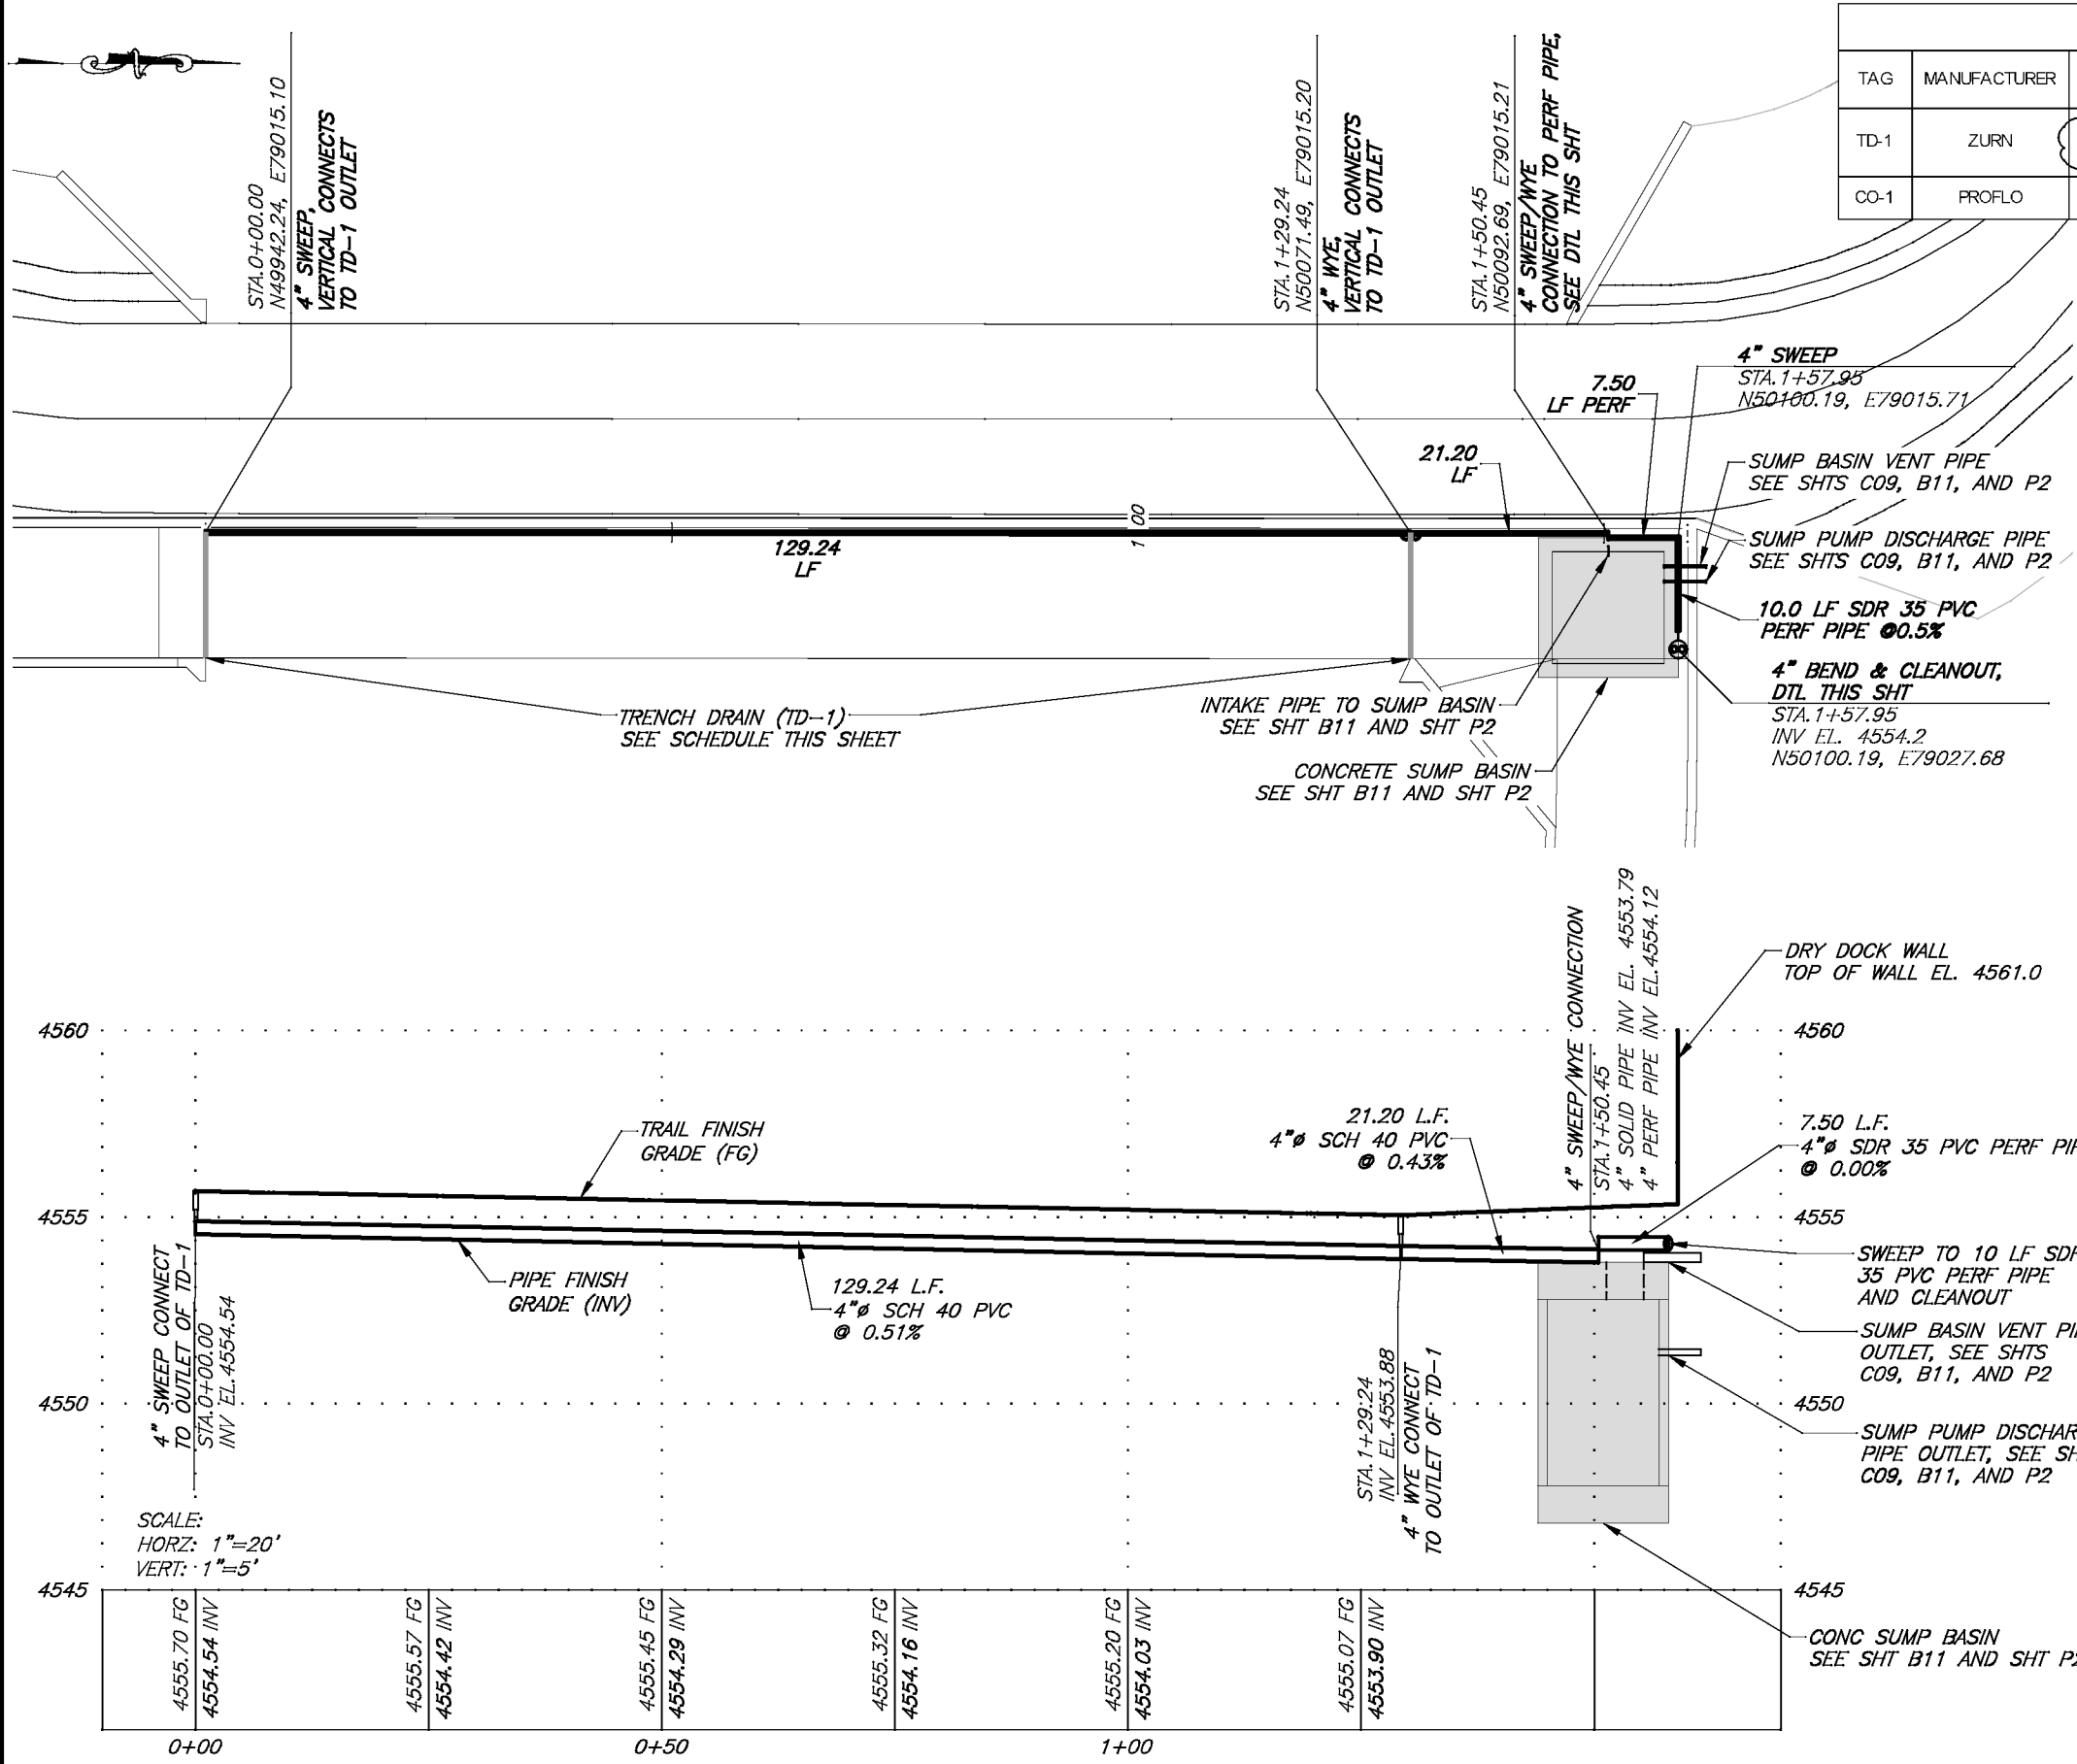 TAG MANUFACTURER
TD-1 ZURN
CO-1 PROFLO
STA.0+00.00
N49942.24, E79015.10
4" SWEEP,
VERTICAL CONNECTS
TO TD-1 OUTLET
STA.1+29.24
N50071.49, E79015.20
4" WYE,
VERTICAL CONNECTS
TO TD-1 OUTLET
STA.1+50.45
N50092.69, E79015.21
4" SWEEP/WYE
CONNECTION TO PERF PIPE,
SEE DTL THIS SHT
4" SWEEP
STA.1+57.95
N50100.19, E79015.71
7.50
LF PERF
21.20
LF
SUMP BASIN VENT PIPE
SEE SHTS C09, B11, AND P2
1 00
129.24
LF
SUMP PUMP DISCHARGE PIPE
SEE SHTS C09, B11, AND P2
10.0 LF SDR 35 PVC
PERF PIPE @0.5%
4" BEND & CLEANOUT,
DTL THIS SHT
STA.1+57.95
INV EL. 4554.2
N50100.19, E79027.68
TRENCH DRAIN (TD-1)
SEE SCHEDULE THIS SHEET
INTAKE PIPE TO SUMP BASIN
SEE SHT B11 AND SHT P2
CONCRETE SUMP BASIN
SEE SHT B11 AND SHT P2
4" SWEEP/WYE CONNECTION
STA.1+50.45
4" SOLID PIPE INV EL. 4553.79
4" PERF PIPE INV EL.4554.12
DRY DOCK WALL
TOP OF WALL EL. 4561.0
4560
4560
TRAIL FINISH
GRADE (FG)
21.20 L.F.
4"ø SCH 40 PVC
@ 0.43%
7.50 L.F.
4"ø SDR 35 PVC PERF PI
@ 0.00%
4555
4555
PIPE FINISH
GRADE (INV)
129.24 L.F.
4"ø SCH 40 PVC
@ 0.51%
SWEEP TO 10 LF SDR
35 PVC PERF PIPE
AND CLEANOUT
SUMP BASIN VENT PI
OUTLET, SEE SHTS
C09, B11, AND P2
4" SWEEP CONNECT
TO OUTLET OF TD-1
STA.0+00.00
INV EL.4554.54
STA.1+29.24
INV EL.4553.88
4" WYE CONNECT
TO OUTLET OF TD-1
4550
4550
SUMP PUMP DISCHAR
PIPE OUTLET, SEE SH
C09, B11, AND P2
SCALE:
HORZ: 1"=20'
VERT: 1"=5'
4545
4545
4555.70 FG
4554.54 INV
4555.57 FG
4554.42 INV
4555.45 FG
4554.29 INV
4555.32 FG
4554.16 INV
4555.20 FG
4554.03 INV
4555.07 FG
4553.90 INV
CONC SUMP BASIN
SEE SHT B11 AND SHT P2
0+00
0+50
1+00